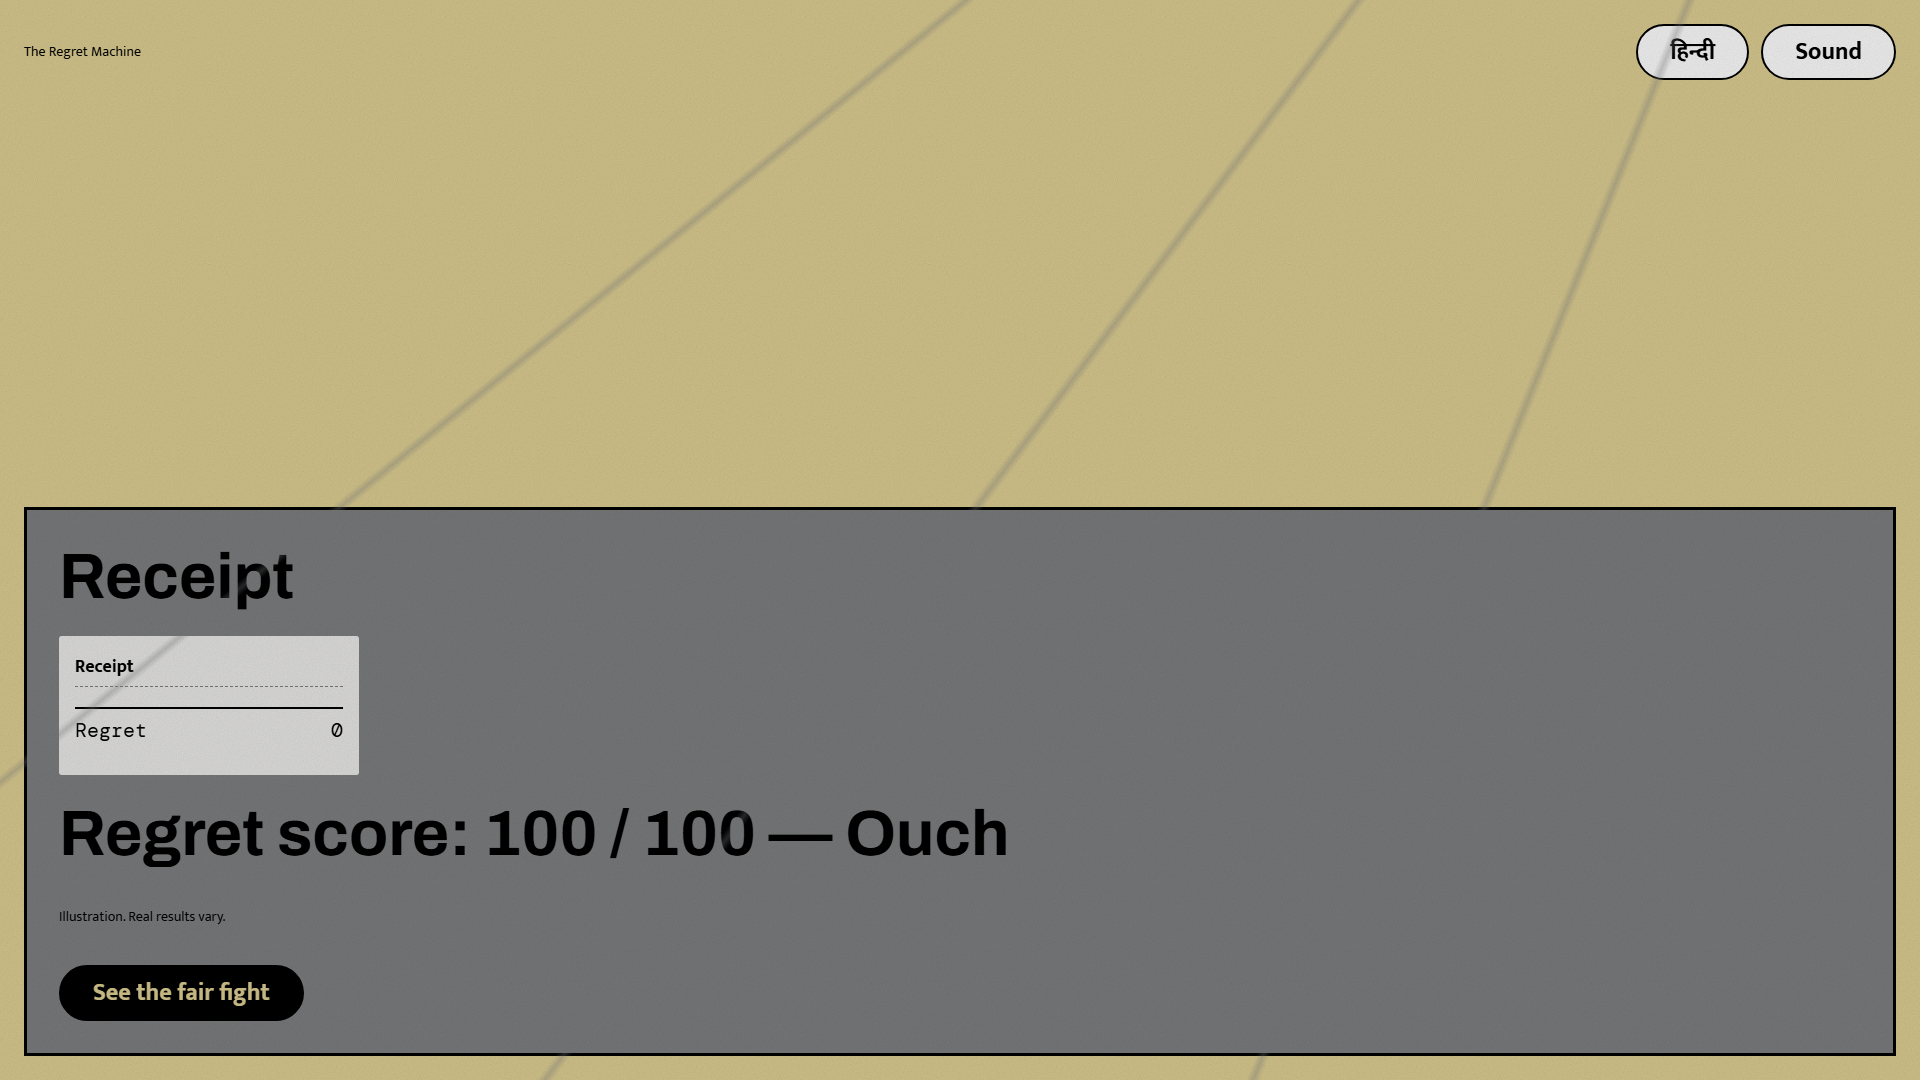 The Regret Machine
हिन्दी
Sound
Receipt
Receipt
Regret 0
Regret score: 100 / 100 — Ouch
Illustration. Real results vary.
See the fair fight